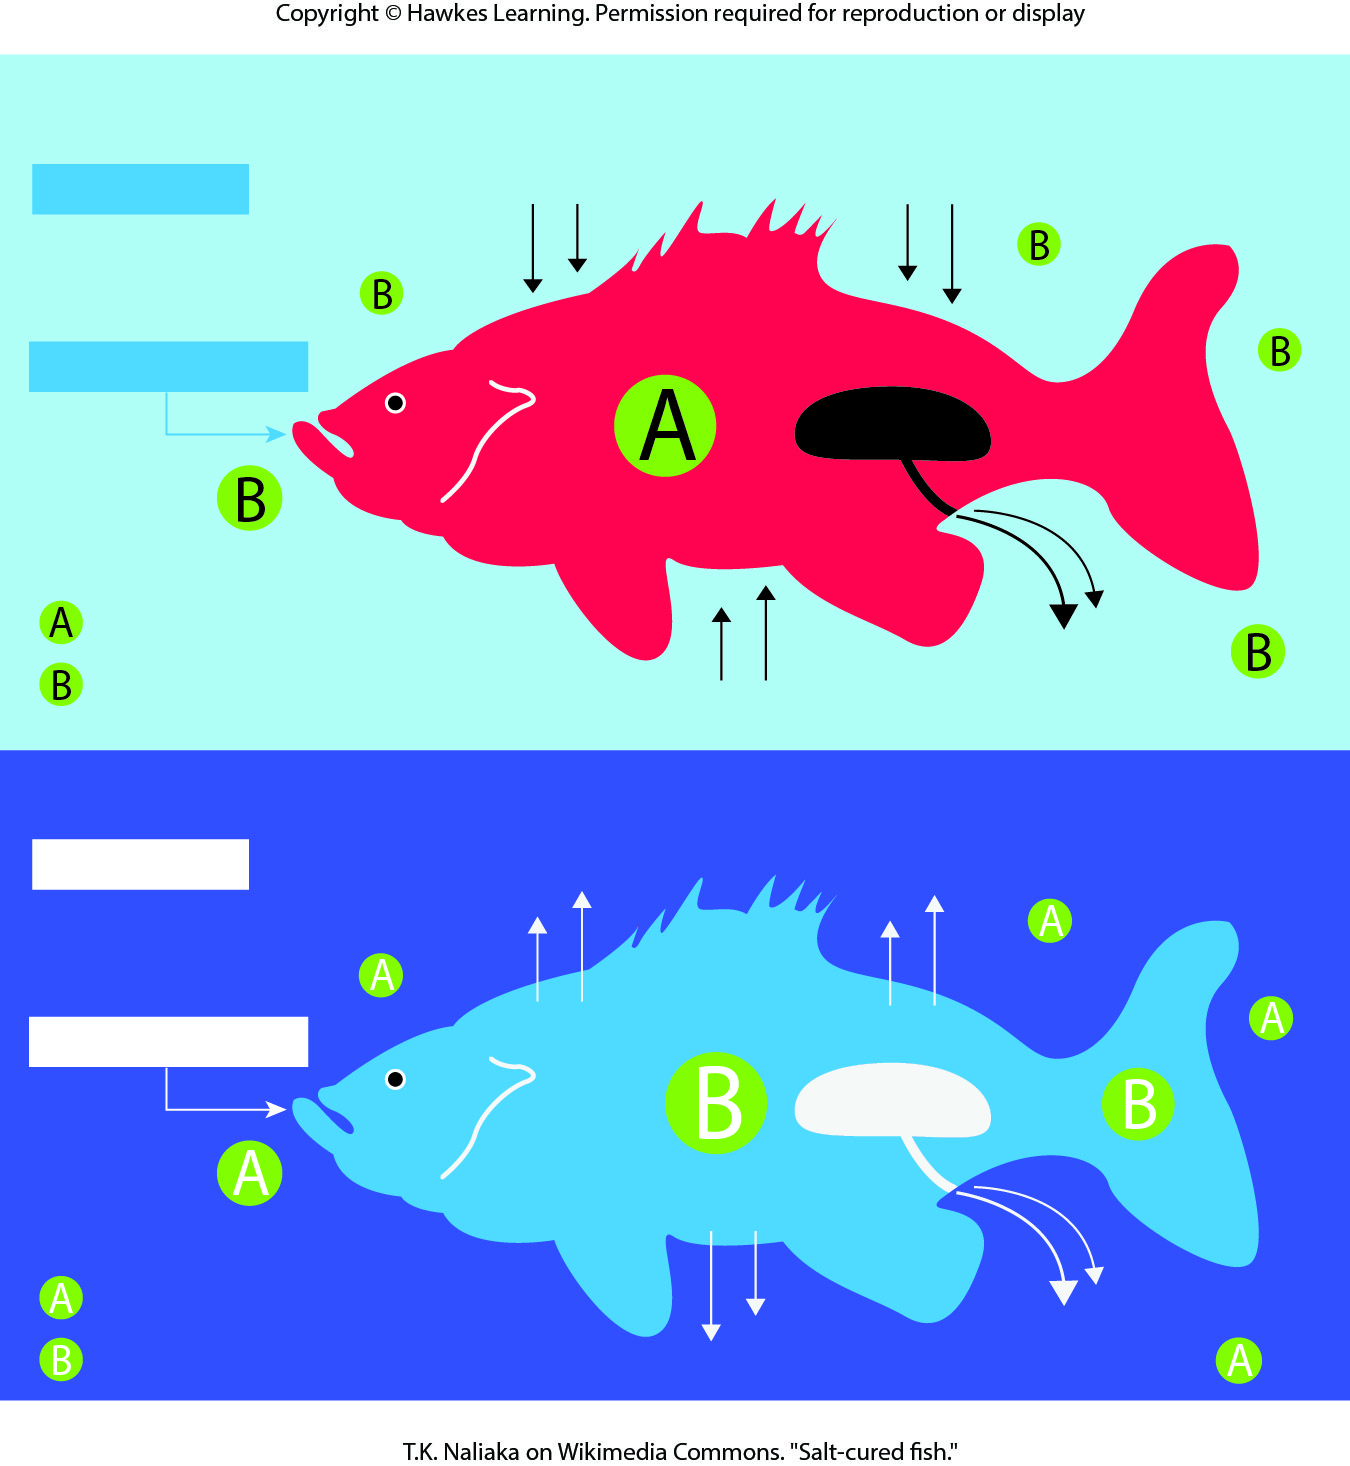 Copyright © Hawkes Learning. Permission required for reproduction or display
B
B
B
A
B
A
B
B
A
A
A
B
B
A
A
B
A
T.K. Naliaka on Wikimedia Commons. "Salt-cured fish."